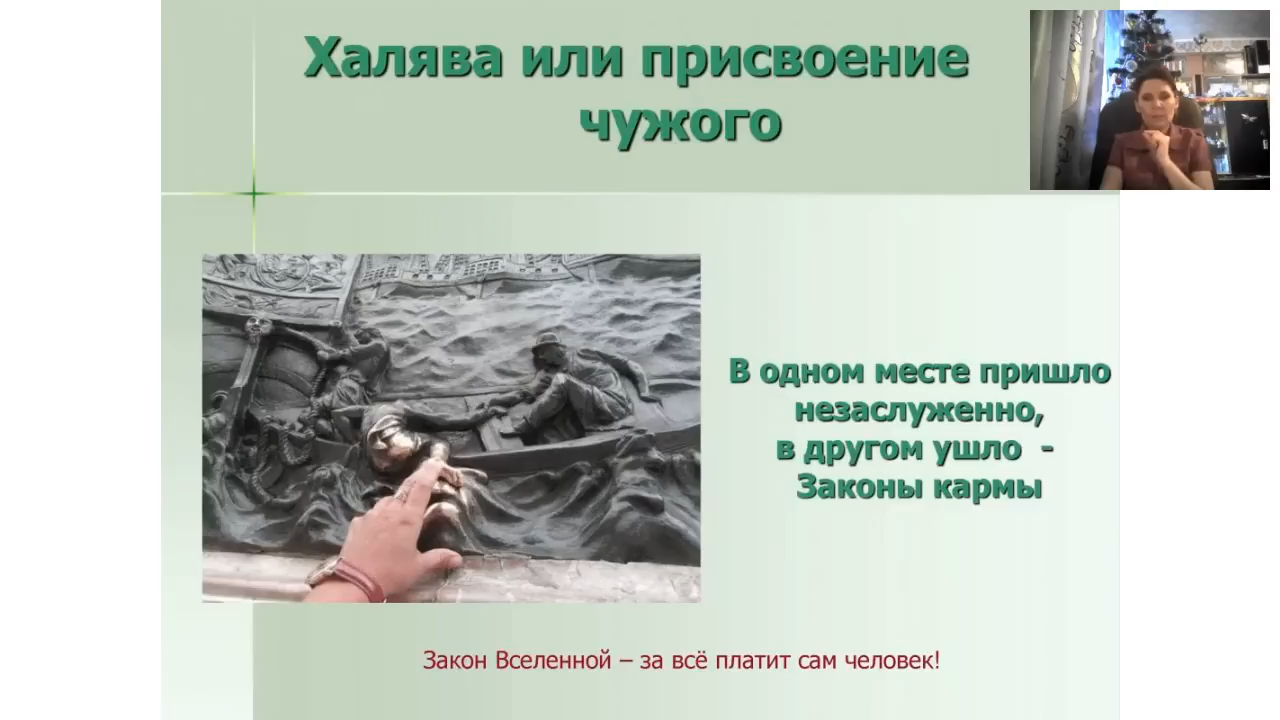 Халява или присвоение
чужого
В одном месте пришло
незаслуженно,
в другом ушло -
Законы кармы
Закон Вселенной – за всё платит сам человек!